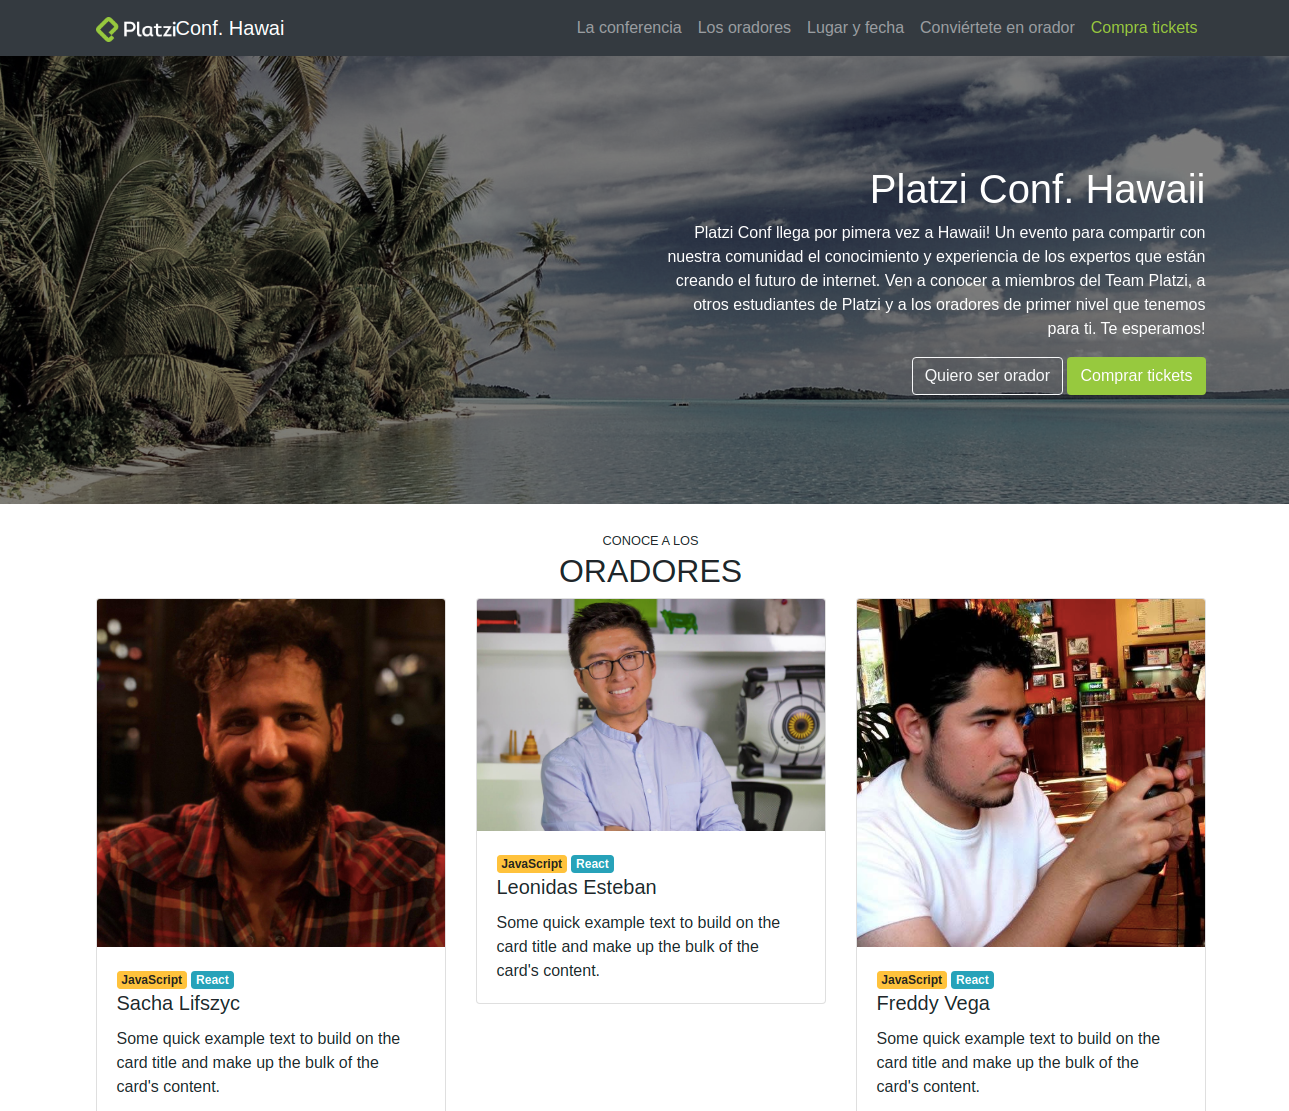 PlatziConf. Hawai
La conferencia
Los oradores
Lugar y fecha
Conviértete en orador
Compra tickets
Platzi Conf. Hawaii
Platzi Conf llega por pimera vez a Hawaii! Un evento para compartir con
nuestra comunidad el conocimiento y experiencia de los expertos que están
creando el futuro de internet. Ven a conocer a miembros del Team Platzi, a
otros estudiantes de Platzi y a los oradores de primer nivel que tenemos
para ti. Te esperamos!
Quiero ser orador
Comprar tickets
CONOCE A LOS
ORADORES
JavaScript React
Sacha Lifszyc
Some quick example text to build on the
card title and make up the bulk of the
card's content.
JavaScript React
Leonidas Esteban
Some quick example text to build on the
card title and make up the bulk of the
card's content.
JavaScript React
Freddy Vega
Some quick example text to build on the
card title and make up the bulk of the
card's content.